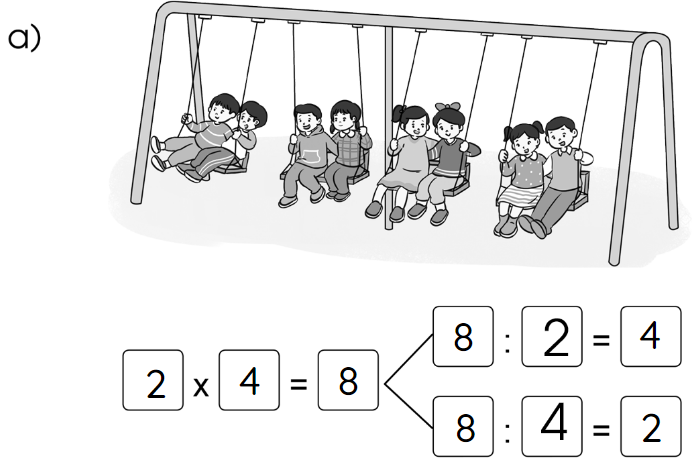 a)
8 : 2 = 4
2 x 4 = 8
8 : 4 = 2